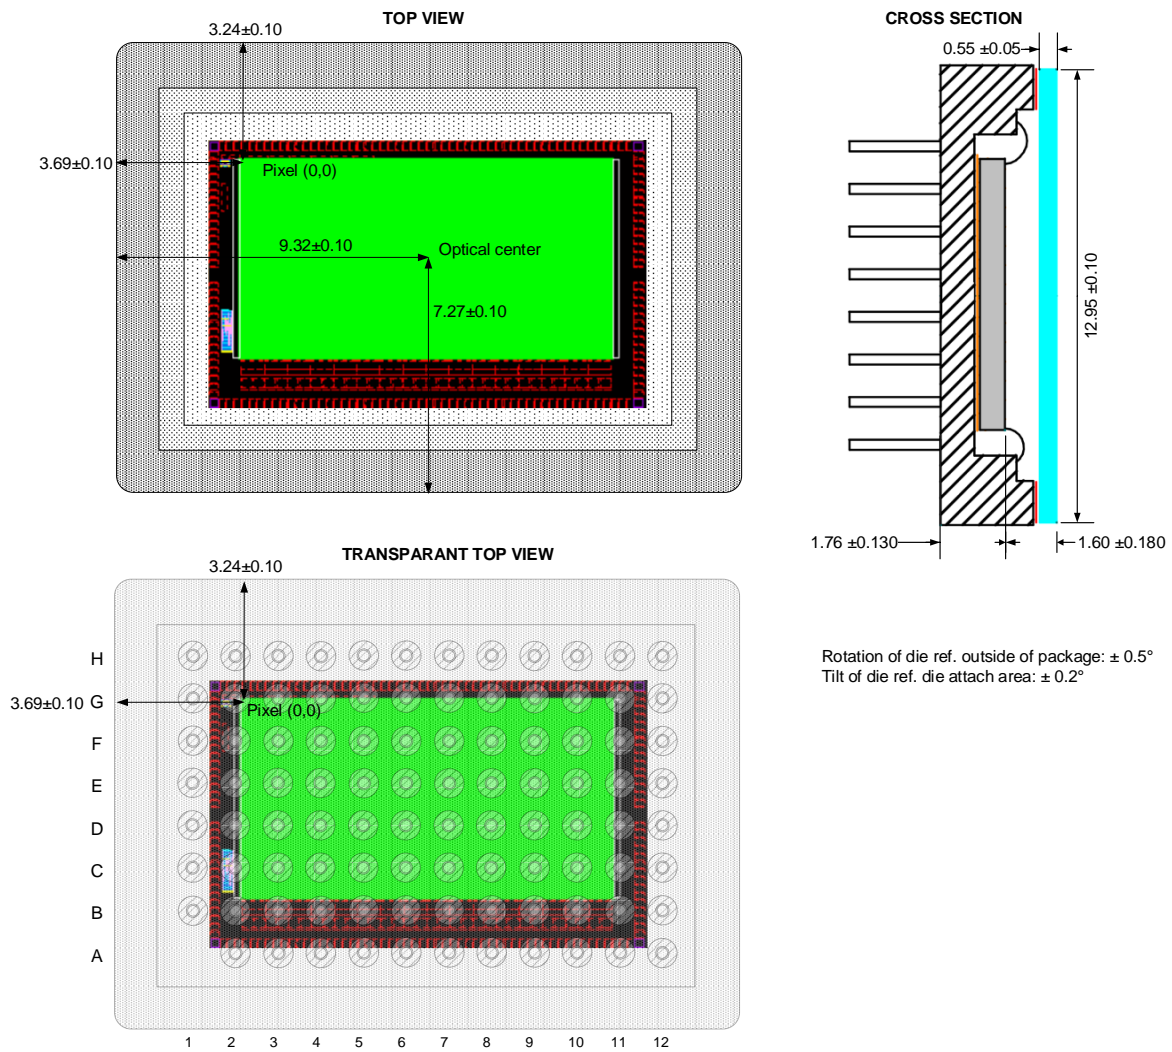 TOP VIEW
3.24±0.10
3.69±0.10
Pixel (0,0)
9.32±0.10
Optical center
7.27±0.10
CROSS SECTION
0.55 ±0.05
12.95 ±0.10
1.76 ±0.130
1.60 ±0.180
TRANSPARANT TOP VIEW
3.24±0.10
3.69±0.10
Pixel (0,0)
H
G
F
E
D
C
B
A
1 2 3 4 5 6 7 8 9 10 11 12
Rotation of die ref. outside of package: ± 0.5°
Tilt of die ref. die attach area: ± 0.2°